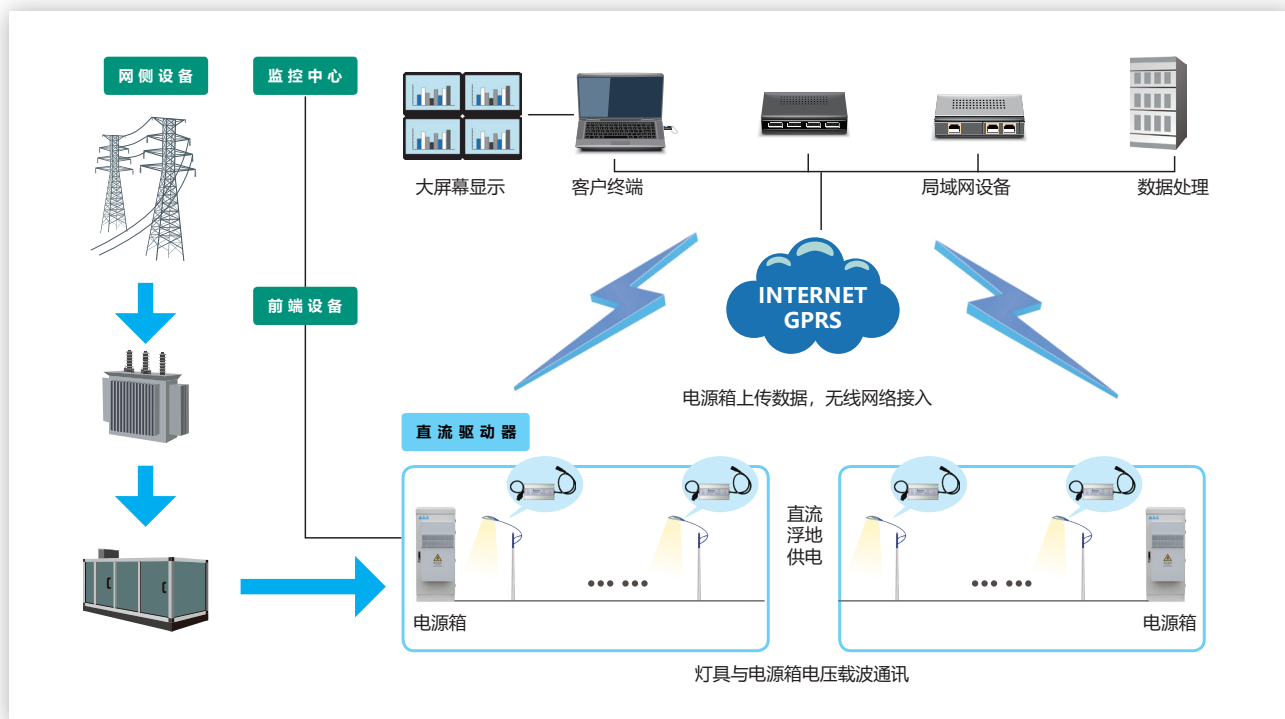 网侧设备
监控中心
大屏幕显示
客户终端
局域网设备
数据处理
前端设备
INTERNET
GPRS
电源箱上传数据，无线网络接入
直流驱动器
直流
浮地
供电
电源箱
电源箱
灯具与电源箱电压载波通讯